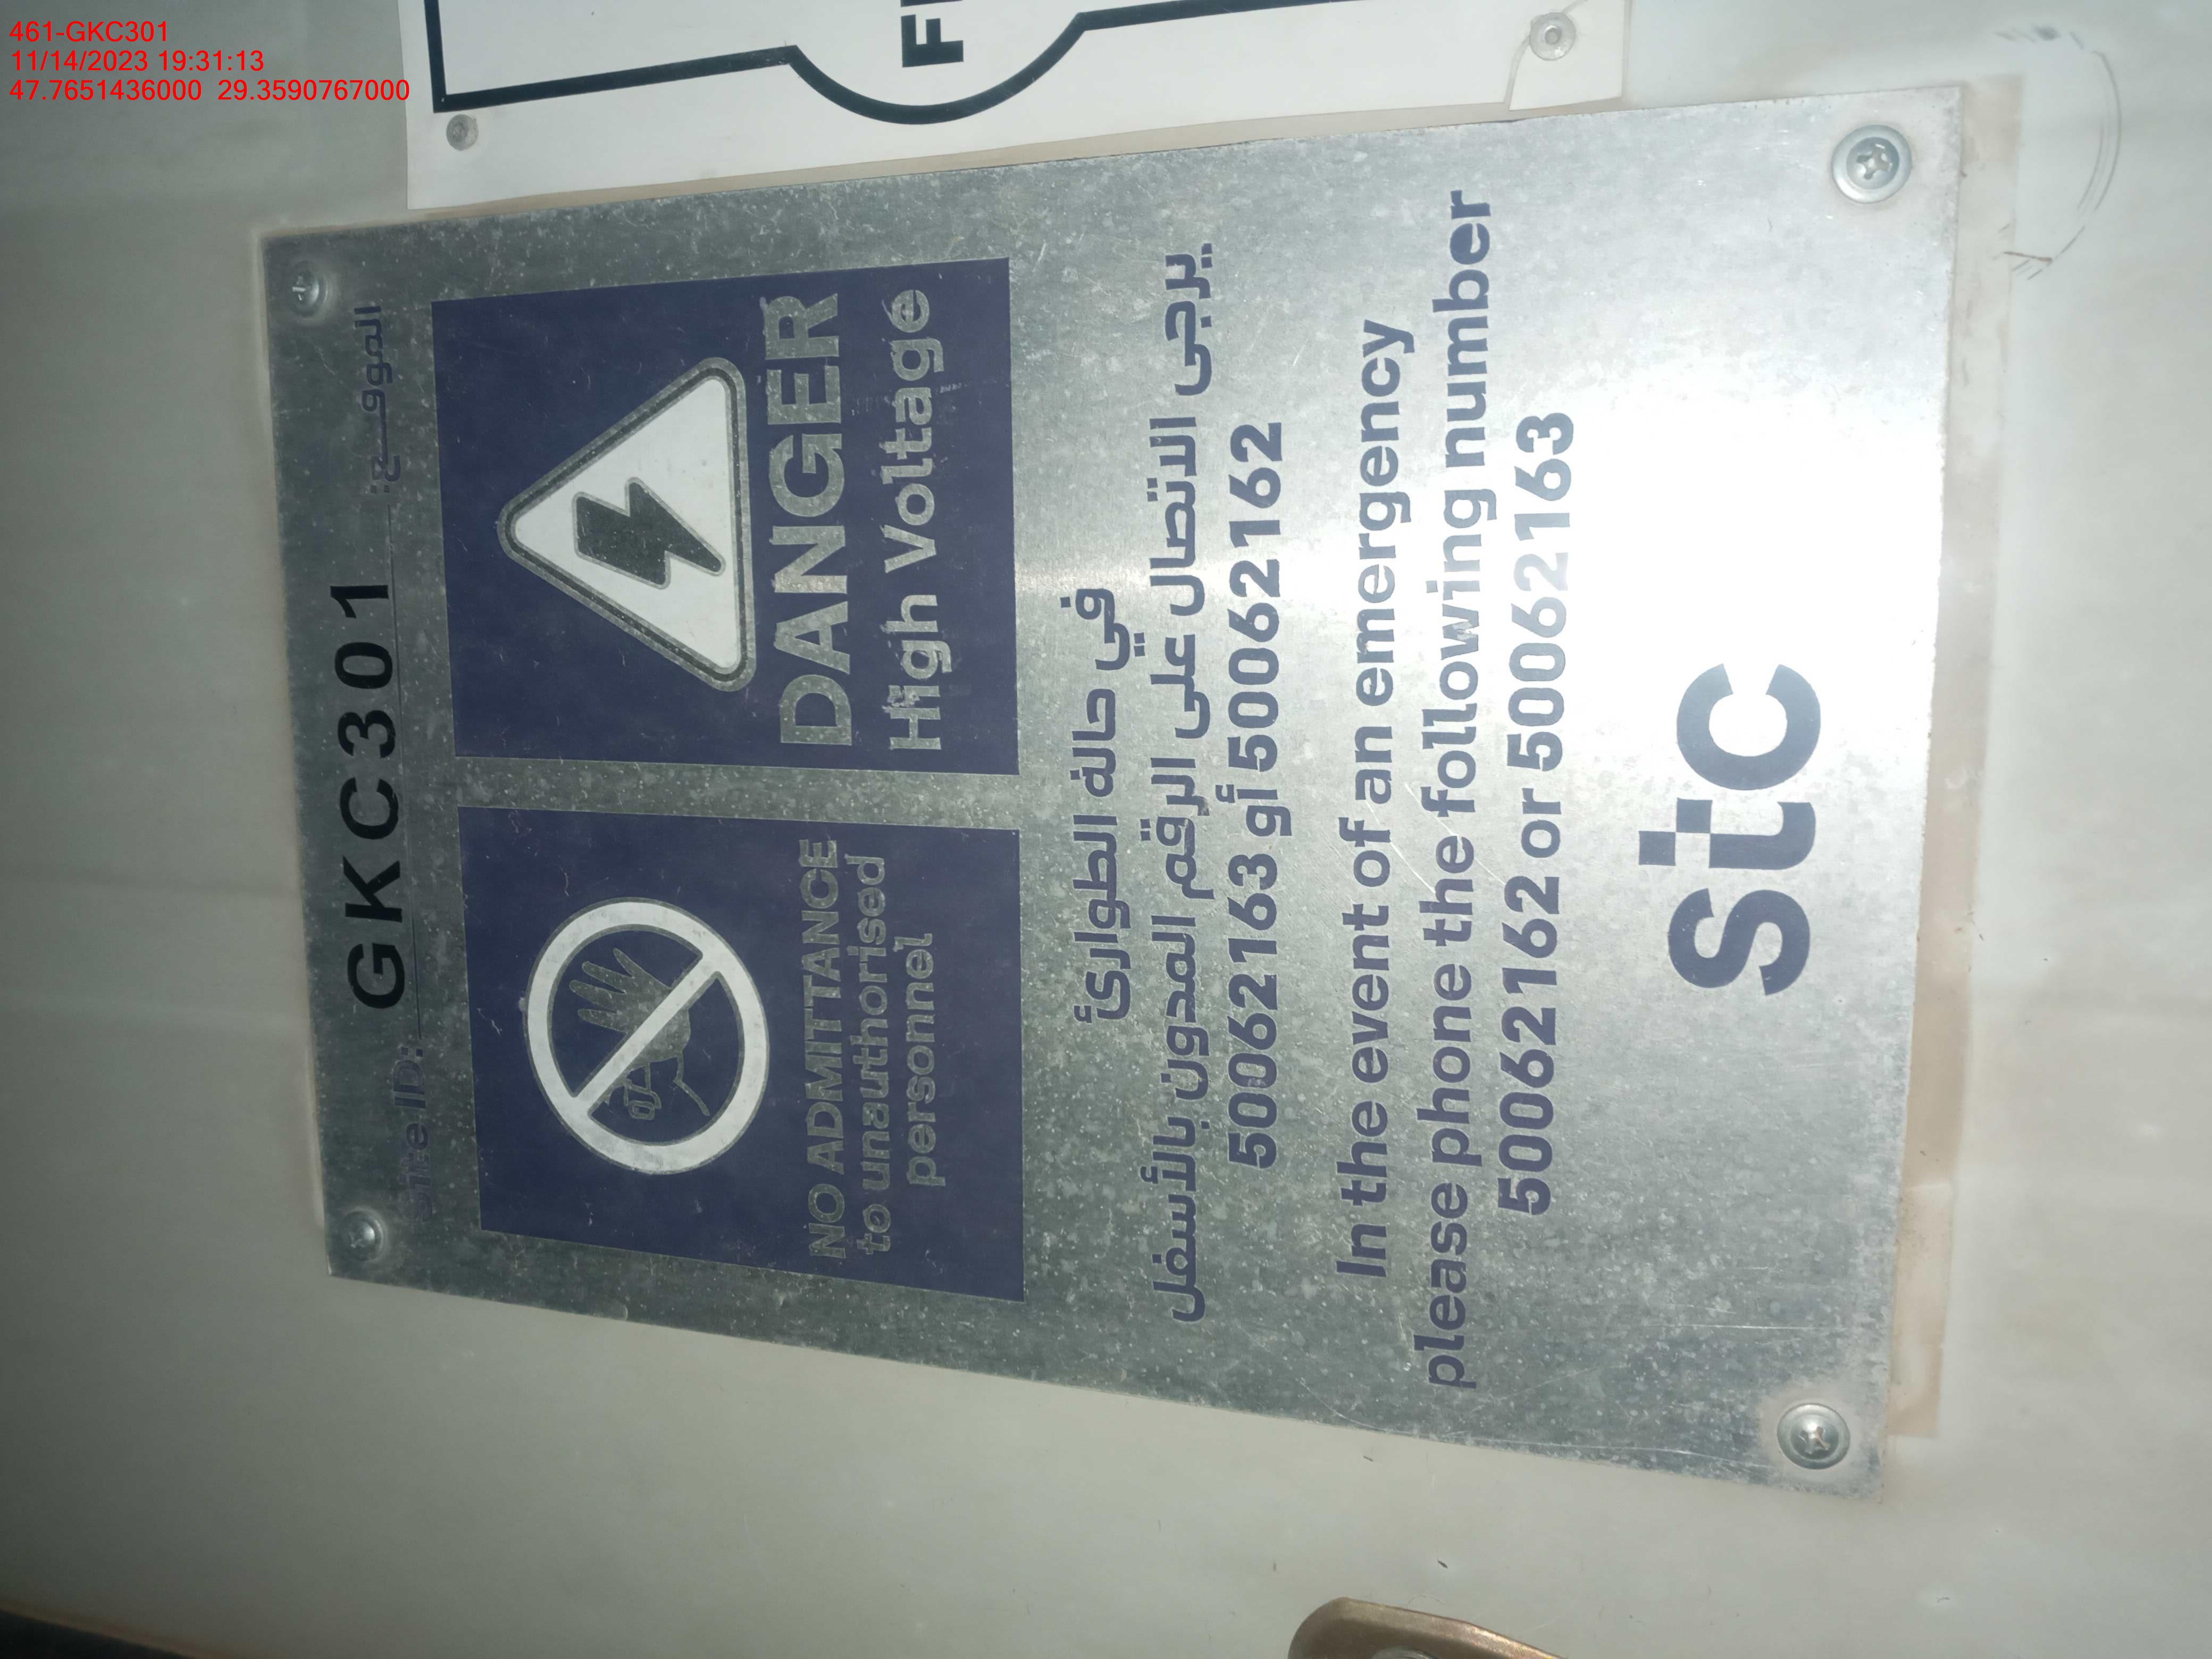 461-GKC301
11/14/2023 19:31:13
47.7651436000 29.3590767000
Site ID: GKC301 الموقـــع:
NO ADMITTANCE
to unauthorised
personnel
DANGER
High Voltage
في حالة الطوارئ
يرجى الاتصال على الرقم المدون بالأسفل
50062163 أو 50062162
In the event of an emergency
please phone the following number
50062162 or 50062163
stc